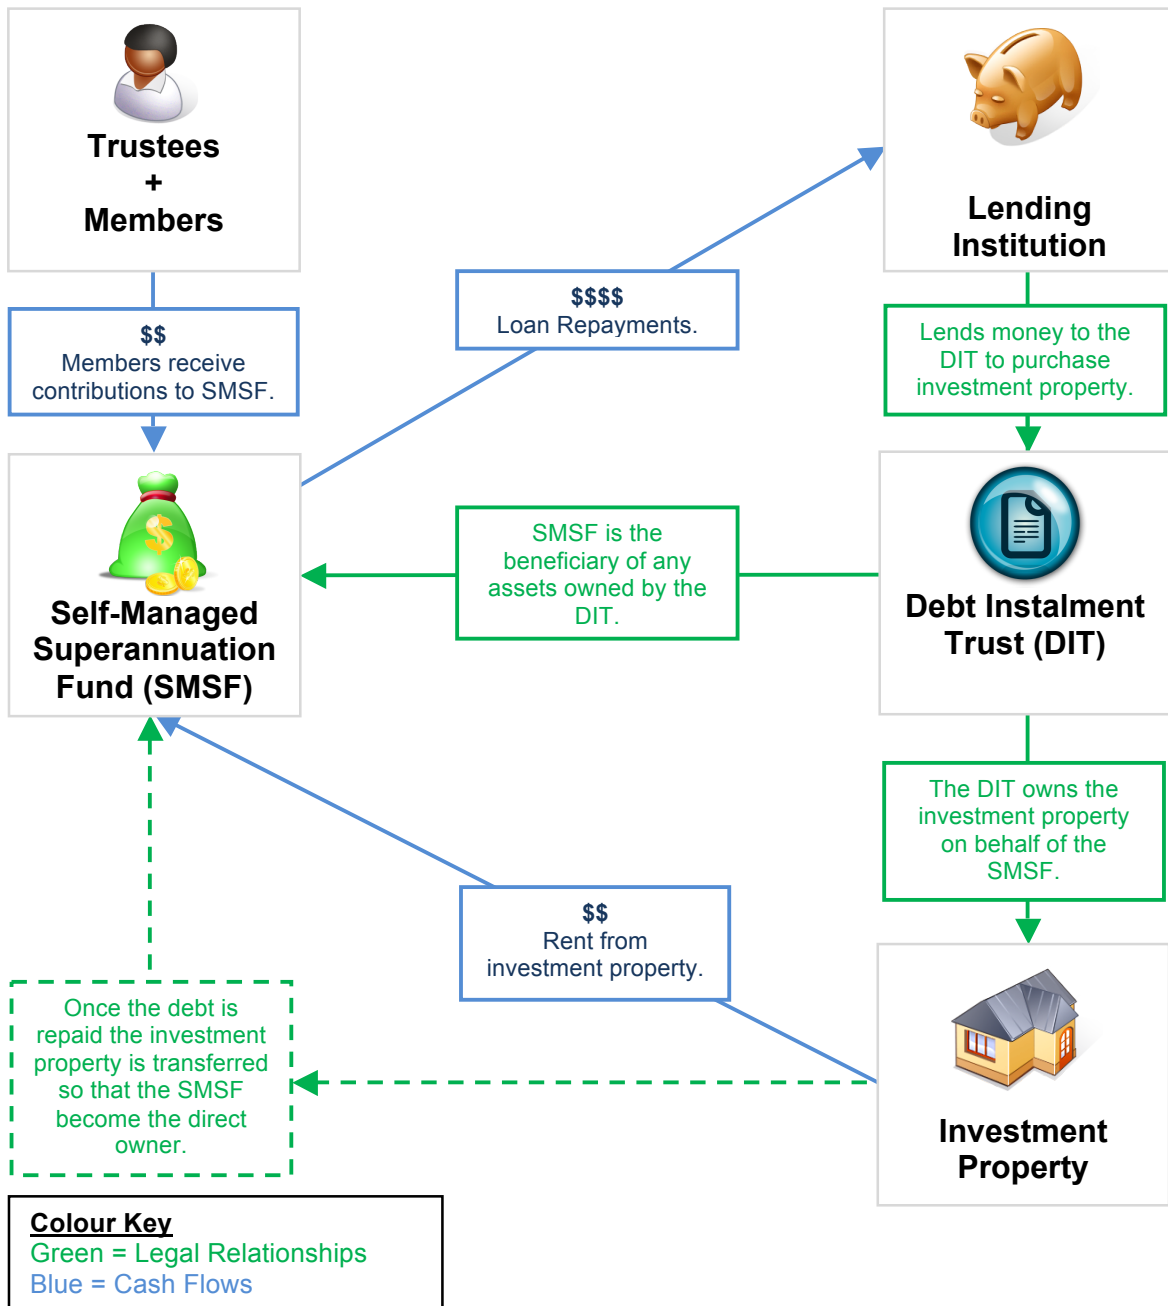 Trustees
+
Members
Lending
Institution
$$$$
Loan Repayments.
$$
Members receive
contributions to SMSF.
Lends money to the
DIT to purchase
investment property.
Self-Managed
Superannuation
Fund (SMSF)
SMSF is the
beneficiary of any
assets owned by the
DIT.
Debt Instalment
Trust (DIT)
The DIT owns the
investment property
on behalf of the
SMSF.
$$
Rent from
investment property.
Once the debt is
repaid the investment
property is transferred
so that the SMSF
become the direct
owner.
Investment
Property
Colour Key
Green = Legal Relationships
Blue = Cash Flows